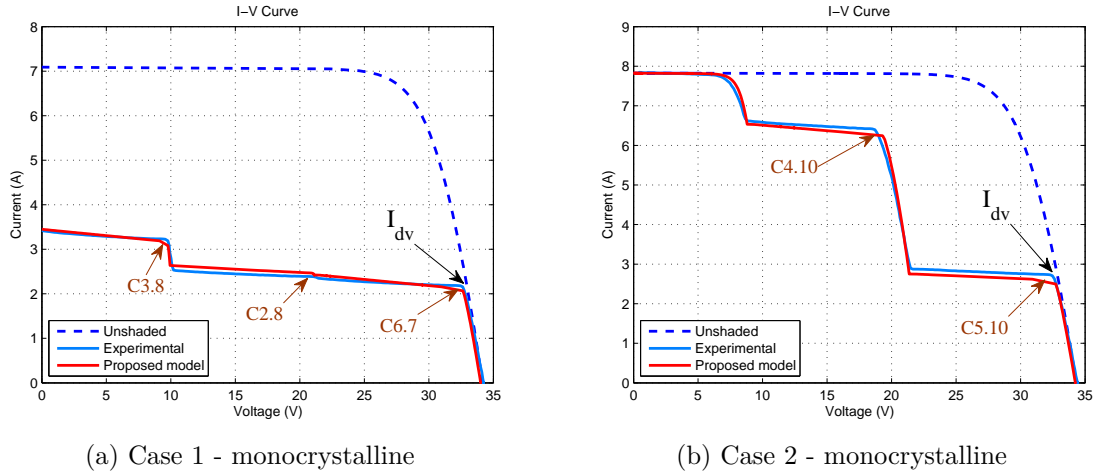 I−V Curve
8
7
6
5
4
3
2
1
0
Current (A)
I_dv
C3.8
C2.8
C6.7
Unshaded
Experimental
Proposed model
0 5 10 15 20 25 30 35
Voltage (V)
(a) Case 1 - monocrystalline
I−V Curve
9
8
7
6
5
4
3
2
1
0
Current (A)
C4.10
I_dv
C5.10
Unshaded
Experimental
Proposed model
0 5 10 15 20 25 30 35
Voltage (V)
(b) Case 2 - monocrystalline